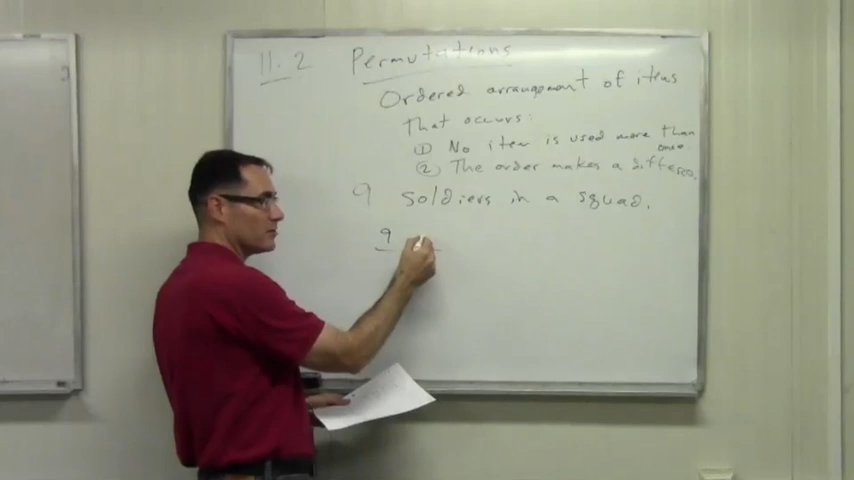 11.2 Permutations
Ordered arrangement of items
that occurs:
① No item is used more than
once.
② The order makes a difference.
9 soldiers in a squad.
9